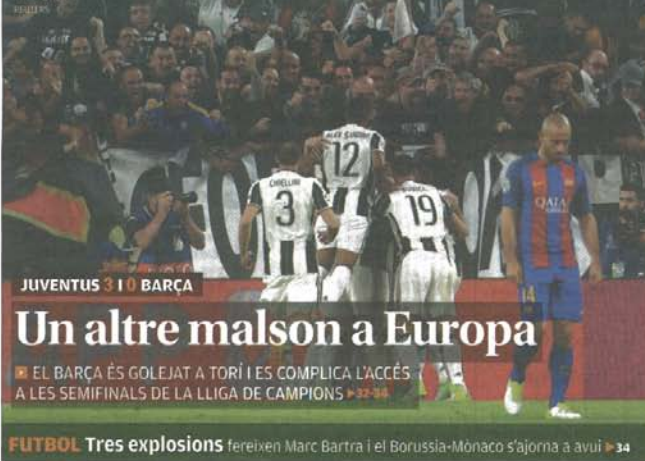 REUTERS
ALEX SANDRO
12
CHIELLINI
3
19
QATAR
14
JUVENTUS 3 I 0 BARÇA
Un altre malson a Europa
EL BARÇA ÉS GOLEJAT A TORÍ I ES COMPLICA L'ACCÉS
A LES SEMIFINALS DE LA LLIGA DE CAMPIONS ▶32-34
FUTBOL Tres explosions fereixen Marc Bartra i el Borussia-Mònaco s'ajorna a avui ▶34